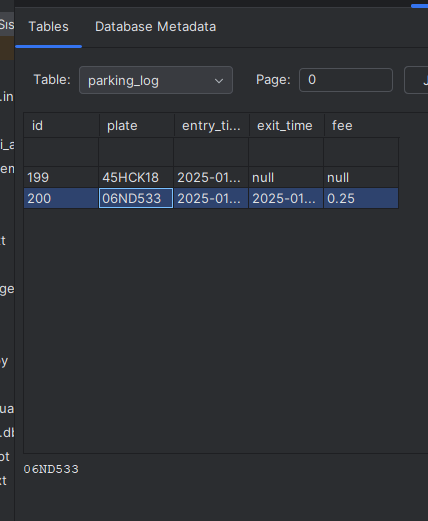 Tables Database Metadata
Table: parking_log Page: 0
id plate entry_ti... exit_time fee
199 45HCK18 2025-01... null null
200 06ND533 2025-01... 2025-01... 0.25
06ND533